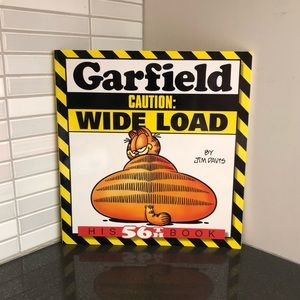 Garfield
CAUTION:
WIDE LOAD
BY
JIM DAVIS
HIS 56TH BOOK